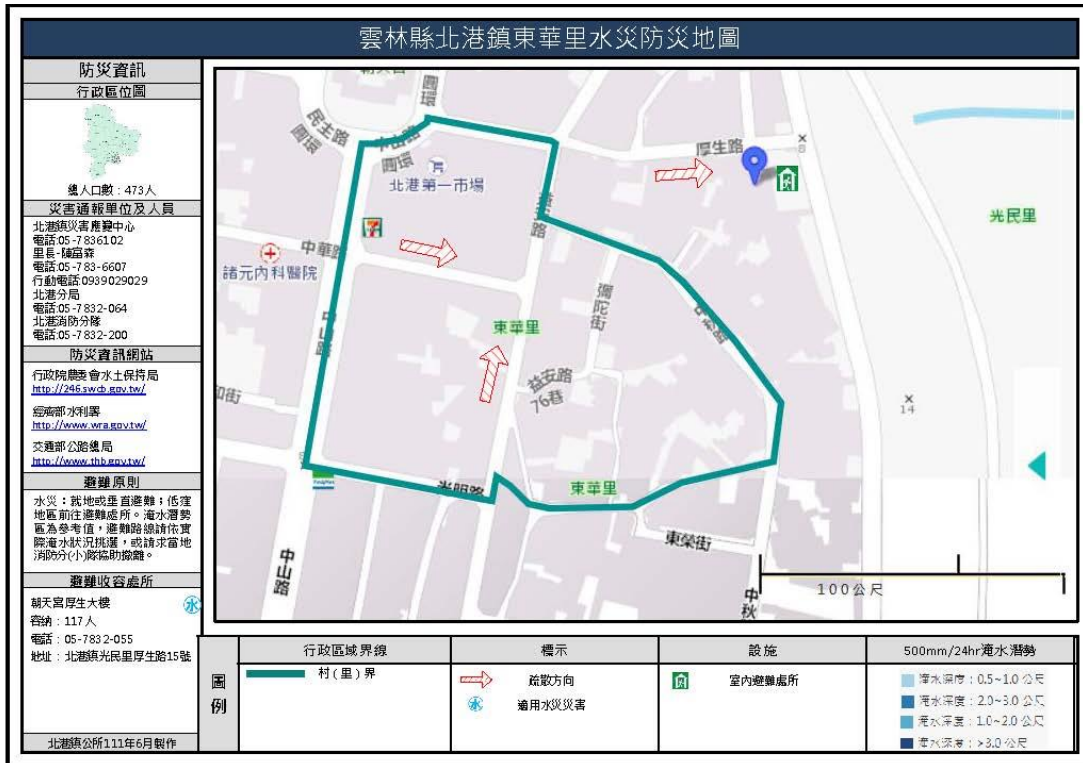 雲林縣北港鎮東華里水災防災地圖
防災資訊
行政區位圖
總人口數：473人
災害通報單位及人員
北港鎮災害應變中心
電話:05-7836102
里長-陳富森
電話:05-783-6607
行動電話:0939029029
北港分局
電話:05-7832-064
北港消防分隊
電話:05-7832-200
防災資訊網站
行政院農委會水土保持局
http://246.swcb.gov.tw/
經濟部水利署
http://www.wra.gov.tw/
交通部公路總局
http://www.thb.gov.tw/
避難原則
水災：就地或垂直避難；低窪
地區前往避難處所。淹水潛勢
區為參考值，避難路線請依實
際淹水狀況挑選，或請求當地
消防分(小)隊協助撤離。
避難收容處所
朝天宮厚生大樓
水
容納：117人
電話：05-7832-055
地址：北港鎮光民里厚生路15號
北港鎮公所111年6月製作
圓環
民主路
圓環
中山路
圓環
北港第一市場
厚生路
8
光民里
益安路
7
中華路
諸元內科醫院
中山路
彌陀街
東華里
益安路
76巷
和街
14
光明路
東華里
東榮街
中山路
中秋
100公尺
圖例
行政區域界線
村(里)界
標示
疏散方向
水
適用水災災害
設施
室內避難處所
500mm/24hr淹水潛勢
淹水深度：0.5~1.0 公尺
淹水深度：2.0~3.0 公尺
淹水深度：1.0~2.0 公尺
淹水深度：>3.0 公尺